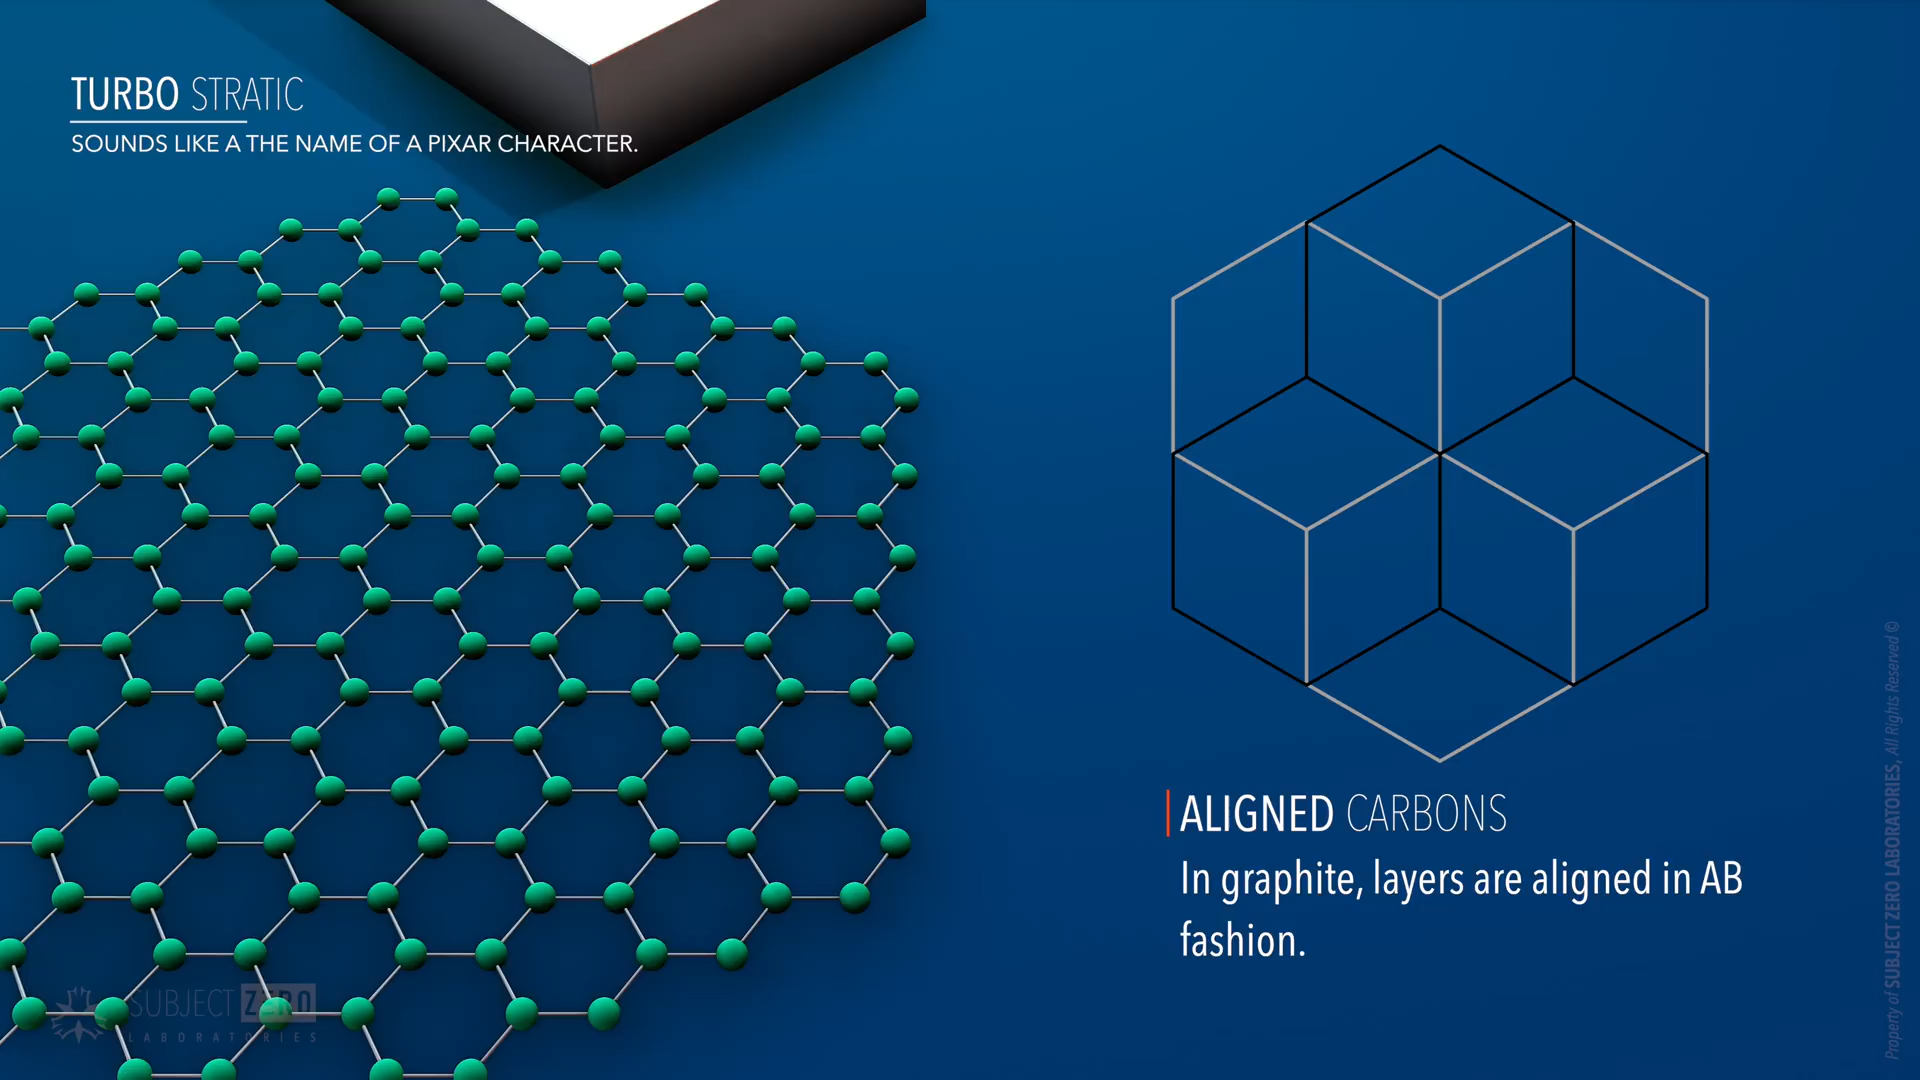 TURBO STRATIC
SOUNDS LIKE A THE NAME OF A PIXAR CHARACTER.
ALIGNED CARBONS
In graphite, layers are aligned in AB
fashion.
SUBJECT ZERO
LABORATORIES
Property of SUBJECT ZERO LABORATORIES, All Rights Reserved ©